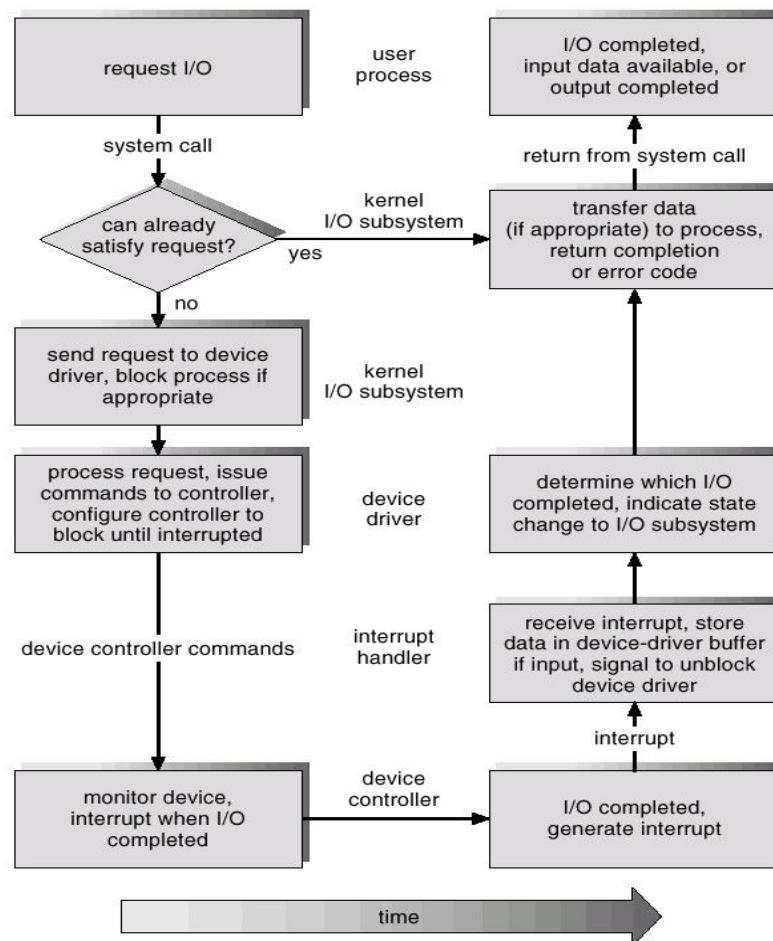 request I/O
user
process
I/O completed,
input data available, or
output completed
system call
return from system call
can already
satisfy request?
kernel
I/O subsystem
yes
transfer data
(if appropriate) to process,
return completion
or error code
no
send request to device
driver, block process if
appropriate
kernel
I/O subsystem
process request, issue
commands to controller,
configure controller to
block until interrupted
device
driver
determine which I/O
completed, indicate state
change to I/O subsystem
device controller commands
interrupt
handler
receive interrupt, store
data in device-driver buffer
if input, signal to unblock
device driver
interrupt
monitor device,
interrupt when I/O
completed
device
controller
I/O completed,
generate interrupt
time